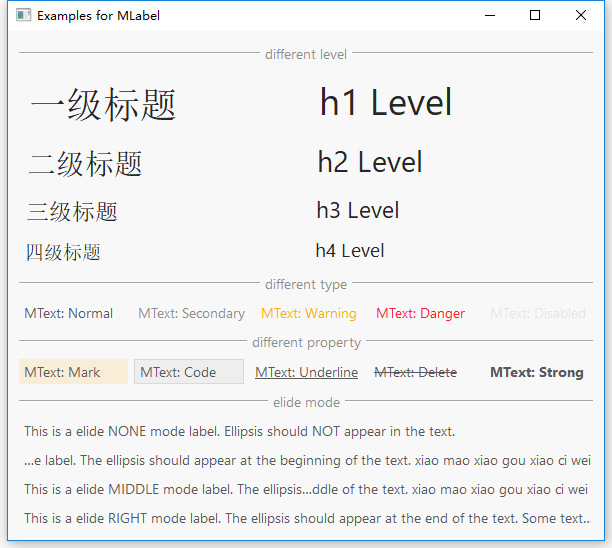 Examples for MLabel
different level
一级标题 h1 Level
二级标题 h2 Level
三级标题 h3 Level
四级标题 h4 Level
different type
MText: Normal MText: Secondary MText: Warning MText: Danger MText: Disabled
different property
MText: Mark MText: Code MText: Underline MText: Delete MText: Strong
elide mode
This is a elide NONE mode label. Ellipsis should NOT appear in the text.
...e label. The ellipsis should appear at the beginning of the text. xiao mao xiao gou xiao ci wei
This is a elide MIDDLE mode label. The ellipsis...ddle of the text. xiao mao xiao gou xiao ci wei
This is a elide RIGHT mode label. The ellipsis should appear at the end of the text. Some text...